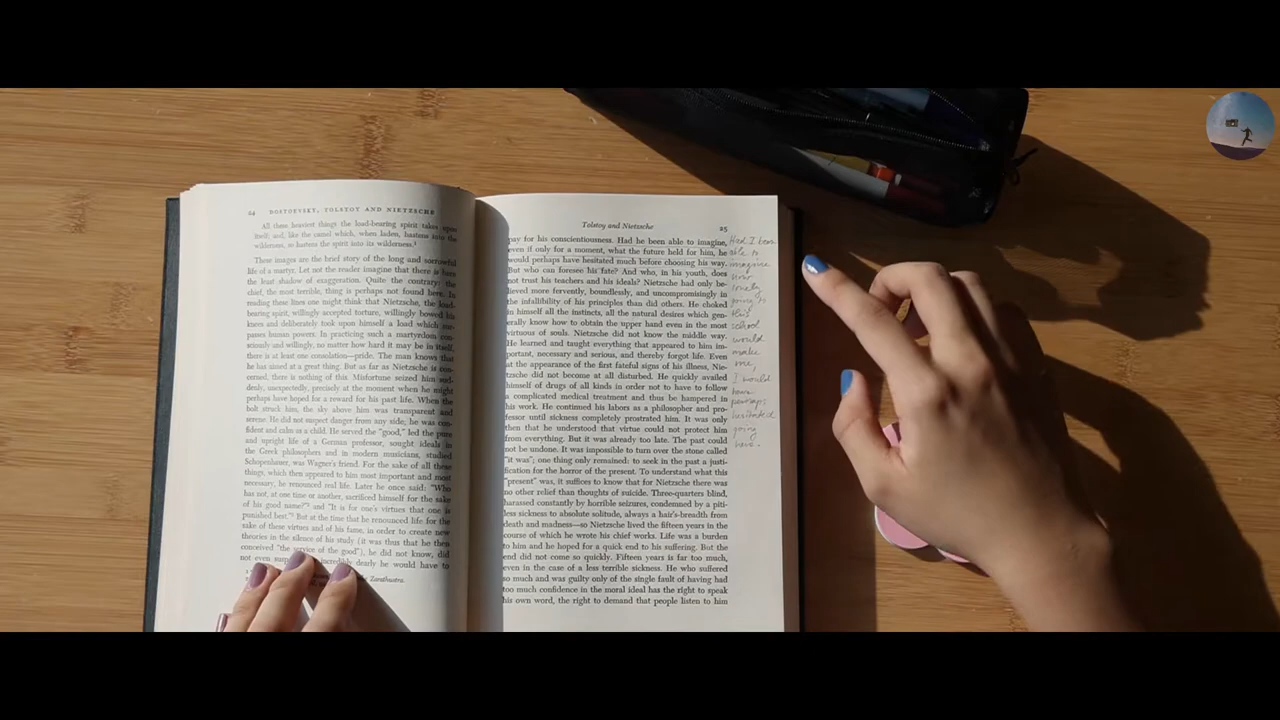 24 DOSTOEVSKY, TOLSTOY AND NIETZSCHE
All these heaviest things the load-bearing spirit takes upon
itself; and, like the camel which, when laden, hastens into the
wilderness, so hastens the spirit into its wilderness.¹
These images are the brief story of the long and sorrowful
life of a martyr. Let not the reader imagine that there is here
the least shadow of exaggeration. Quite the contrary: the
chief, the most terrible, thing is perhaps not found here. In
reading these lines one might think that Nietzsche, the load-
bearing spirit, willingly accepted torture, willingly bowed his
knees and deliberately took upon himself a load which sur-
passes human powers. In practicing such a martyrdom con-
sciously and willingly, no matter how hard it may be in itself,
there is at least one consolation—pride. The man knows that
he has aimed at a great thing. But as far as Nietzsche is con-
cerned, there is nothing of this. Misfortune seized him sud-
denly, unexpectedly, precisely at the moment when he might
perhaps have hoped for a reward for his past life. When the
bolt struck him, the sky above him was transparent and
serene: He did not suspect danger from any side, he was con-
fident and calm as a child. He served the "good," led the pure
and upright life of a German professor, sought ideals in
the Greek philosophers and in modern musicians, studied
Schopenhauer, was Wagner's friend. For the sake of all these
things, which then appeared to him most important and most
necessary, he renounced real life. Later he once said: "Who
has not, at one time or another, sacrificed himself for the sake
of his good name?"² and "It is for one's virtues that one is
punished best."³ But at the time that he renounced life for the
sake of these virtues and of his fame, in order to create new
theories in the silence of his study (it was thus that he then
conceived "the service of the good"), he did not know, did
not even incredibly dearly he would have to
Zarathustra.
Tolstoy and Nietzsche 25
pay for his conscientiousness. Had he been able to imagine,
even if only for a moment, what the future held for him, he
would perhaps have hesitated much before choosing his way.
But who can foresee his fate? And who, in his youth, does
not trust his teachers and his ideals? Nietzsche had only be-
lieved more fervently, boundlessly, and uncompromisingly in
the infallibility of his principles than did others. He choked
in himself all the instincts, all the natural desires which gen-
erally know how to obtain the upper hand even in the most
virtuous of souls. Nietzsche did not know the middle way.
He learned and taught everything that appeared to him im-
portant, necessary and serious, and thereby forgot life. Even
at the appearance of the first fateful signs of his illness, Nie-
tzsche did not become at all disturbed. He quickly availed
himself of drugs of all kinds in order not to have to follow
a complicated medical treatment and thus be hampered in
his work. He continued his labors as a philosopher and pro-
fessor until sickness completely prostrated him. It was only
then that he understood that virtue could not protect him
from everything. But it was already too late. The past could
not be undone. It was impossible to turn over the stone called
"it was"; one thing only remained: to seek in the past a justi-
fication for the horror of the present. To understand what this
"present" was, it suffices to know that for Nietzsche there was
no other relief than thoughts of suicide. Three-quarters blind,
harassed constantly by horrible seizures, condemned by a piti-
less sickness to absolute solitude, always a hair's-breadth from
death and madness—so Nietzsche lived the fifteen years in the
course of which he wrote his chief works. Life was a burden
to him and he hoped for a quick end to his suffering. But the
end did not come so quickly. Fifteen years is far too much,
even in the case of a less terrible sickness. He who suffered
so much and was guilty only of the single fault of having had
too much confidence in the moral ideal has the right to speak
his own word, the right to demand that people listen to him
Had I been
able to
imagine
how
lonely
going to
this
school
would
make
me,
I would
have
perhaps
hesitated
going
here.